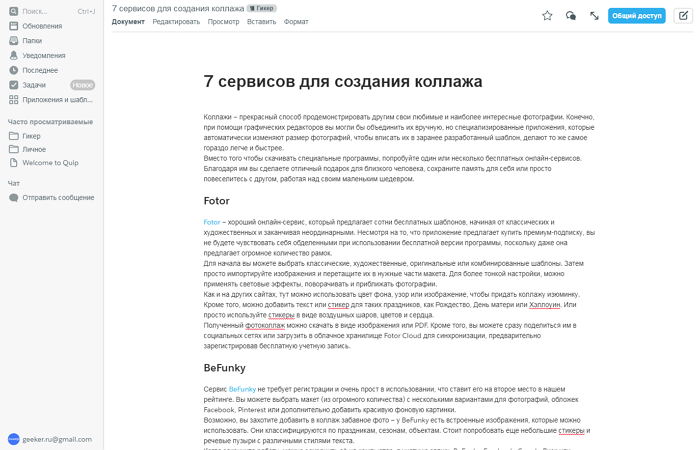 Поиск...
Ctrl+J
Обновления
Папки
Уведомления
Последнее
Задачи
Новое
Приложения и шабл...
Часто просматриваемые
Гикер
Личное
Welcome to Quip
Чат
Отправить сообщение
geeker.ru@gmail.com
7 сервисов для создания коллажа
Гикер
Документ Редактировать Просмотр Вставить Формат
Общий доступ
7 сервисов для создания коллажа
Коллажи – прекрасный способ продемонстрировать другим свои любимые и наиболее интересные фотографии. Конечно,
при помощи графических редакторов вы могли бы объединить их вручную, но специализированные приложения, которые
автоматически изменяют размер фотографий, чтобы вписать их в заранее разработанный шаблон, делают то же самое
гораздо легче и быстрее.
Вместо того чтобы скачивать специальные программы, попробуйте один или несколько бесплатных онлайн-сервисов.
Благодаря им вы сделаете отличный подарок для близкого человека, сохраните память для себя или просто
повеселитесь с другом, работая над своим маленьким шедевром.
Fotor
Fotor – хороший онлайн-сервис, который предлагает сотни бесплатных шаблонов, начиная от классических и
художественных и заканчивая неординарными. Несмотря на то, что приложение предлагает купить премиум-подписку, вы
не будете чувствовать себя обделенными при использовании бесплатной версии программы, поскольку даже она
предлагает огромное количество рамок.
Для начала вы можете выбрать классические, художественные, оригинальные или комбинированные шаблоны. Затем
просто импортируйте изображения и перетащите их в нужные части макета. Для более тонкой настройки, можно
применять световые эффекты, поворачивать и приближать фотографии.
Как и на других сайтах, тут можно использовать цвет фона, узор или изображение, чтобы придать коллажу изюминку.
Кроме того, можно добавить текст или стикер для таких праздников, как Рождество, День матери или Хэллоуин. Или
просто используйте стикеры в виде воздушных шаров, цветов и сердца.
Полученный фотоколлаж можно скачать в виде изображения или PDF. Кроме того, вы можете сразу поделиться им в
социальных сетях или загрузить в облачное хранилище Fotor Cloud для синхронизации, предварительно
зарегистрировав бесплатную учетную запись.
BeFunky
Сервис BeFunky не требует регистрации и очень прост в использовании, что ставит его на второе место в нашем
рейтинге. Вы можете выбрать макет (из огромного количества) с несколькими вариантами для фотографий, обложек
Facebook, Pinterest или дополнительно добавить красивую фоновую картинки.
Возможно, вы захотите добавить в коллаж забавное фото – у BeFunky есть встроенные изображения, которые можно
использовать. Они классифицируются по праздникам, сезонам, объектам. Стоит попробовать еще небольшие стикеры и
речевые пузыри с различными стилями текста.